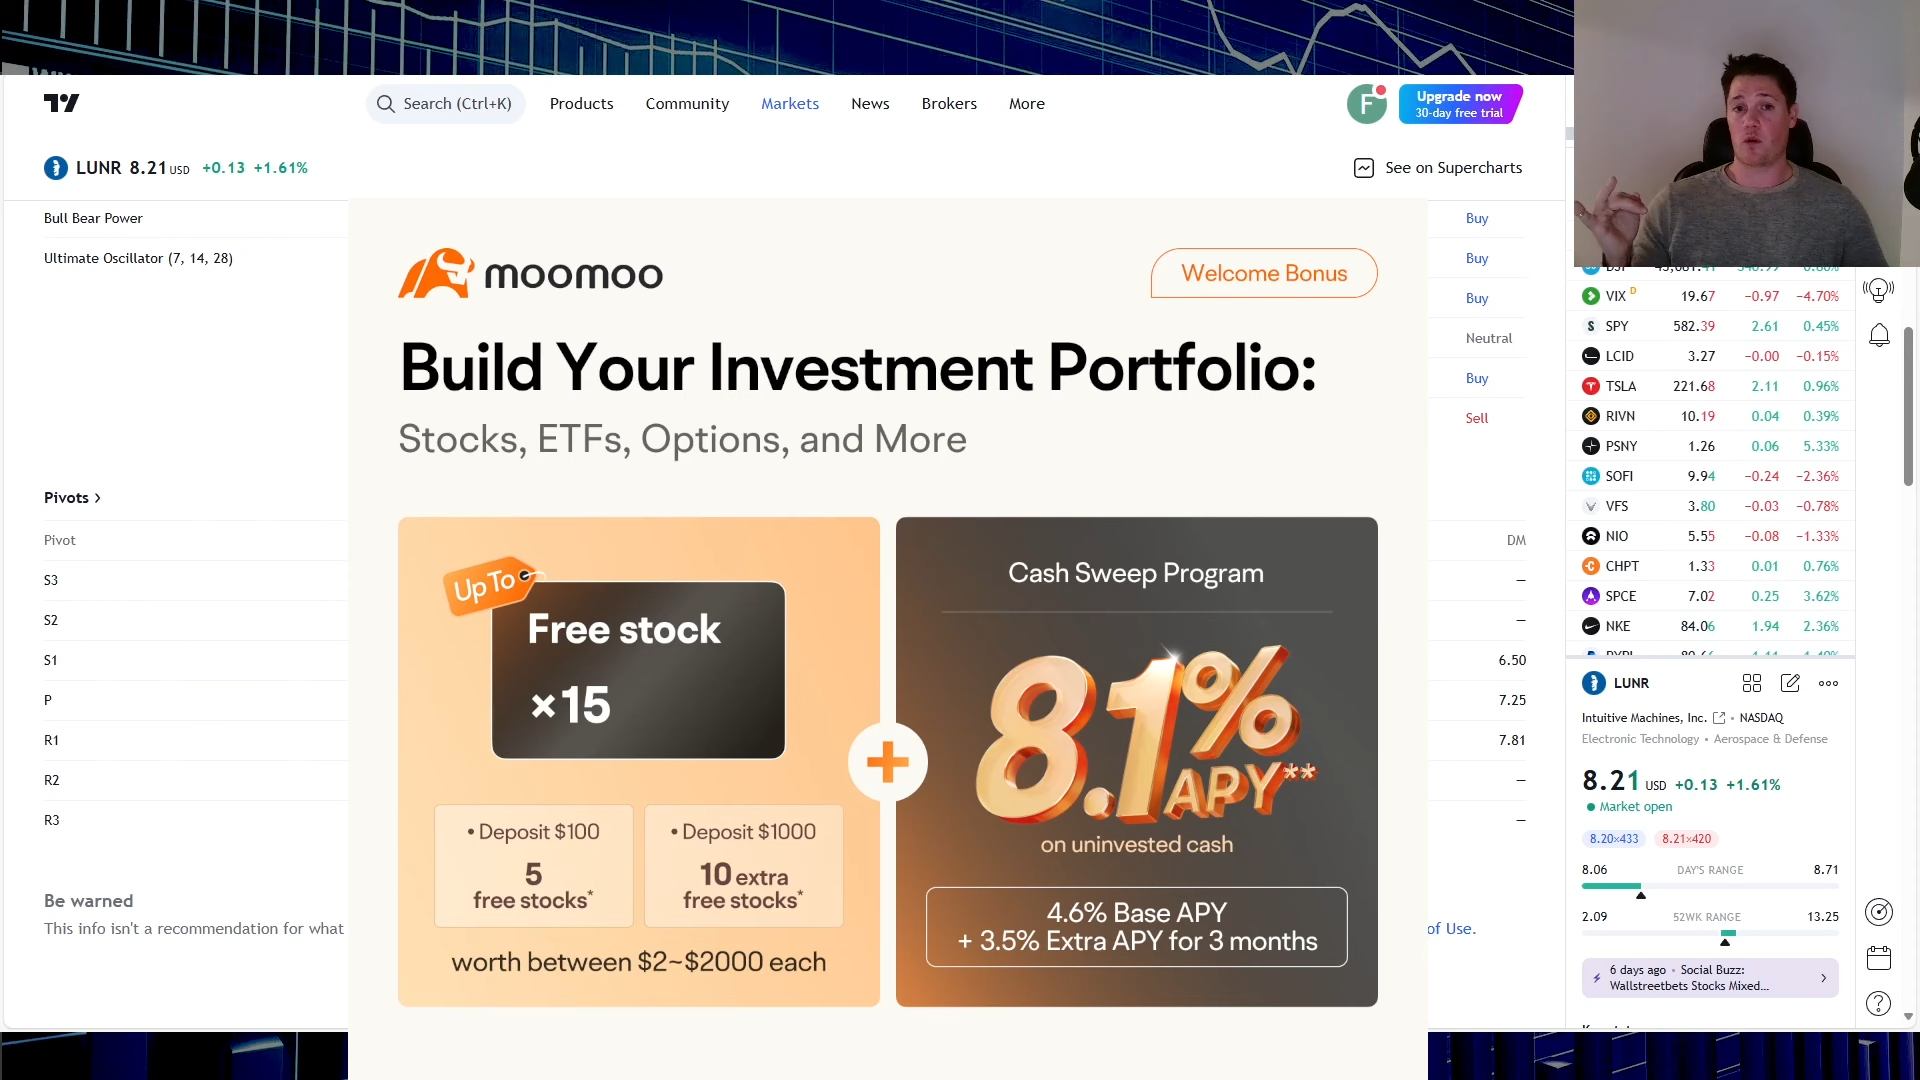 Search (Ctrl+K)
Products
Community
Markets
News
Brokers
More
F
Upgrade now
30-day free trial
LUNR 8.21 USD +0.13 +1.61%
See on Supercharts
Bull Bear Power
Buy
Ultimate Oscillator (7, 14, 28)
Buy
Buy
Neutral
Buy
Sell
moomoo
Welcome Bonus
Build Your Investment Portfolio:
Stocks, ETFs, Options, and More
Up To
Free stock
×15
• Deposit $100
5
free stocks*
• Deposit $1000
10 extra
free stocks*
worth between $2~$2000 each
Cash Sweep Program
8.1%
APY**
on uninvested cash
4.6% Base APY
+ 3.5% Extra APY for 3 months
Pivots >
Pivot
DM
S3
—
S2
—
S1
6.50
P
7.25
R1
7.81
R2
—
R3
—
Be warned
This info isn't a recommendation for what
of Use.
VIX D 19.67 −0.97 −4.70%
SPY 582.39 2.61 0.45%
LCID 3.27 −0.00 −0.15%
TSLA 221.68 2.11 0.96%
RIVN 10.19 0.04 0.39%
PSNY 1.26 0.06 5.33%
SOFI 9.94 −0.24 −2.36%
VFS 3.80 −0.03 −0.78%
NIO 5.55 −0.08 −1.33%
CHPT 1.33 0.01 0.76%
SPCE 7.02 0.25 3.62%
NKE 84.06 1.94 2.36%
LUNR
Intuitive Machines, Inc. • NASDAQ
Electronic Technology • Aerospace & Defense
8.21 USD +0.13 +1.61%
Market open
8.20×433 8.21×420
8.06 DAY'S RANGE 8.71
2.09 52WK RANGE 13.25
6 days ago • Social Buzz:
Wallstreetbets Stocks Mixed...